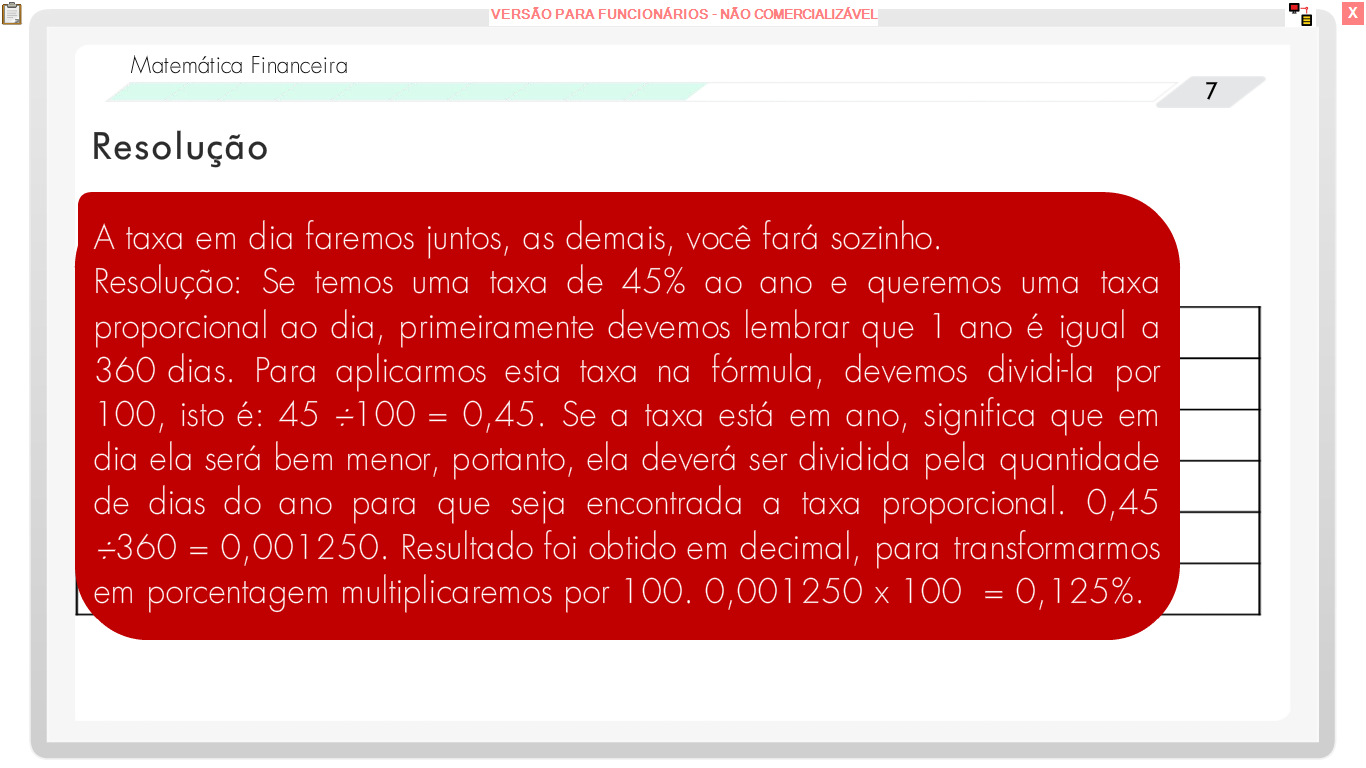 VERSÃO PARA FUNCIONÁRIOS - NÃO COMERCIALIZÁVEL
X
Matemática Financeira
7
Resolução
A taxa em dia faremos juntos, as demais, você fará sozinho.
Resolução: Se temos uma taxa de 45% ao ano e queremos uma taxa
proporcional ao dia, primeiramente devemos lembrar que 1 ano é igual a
360 dias. Para aplicarmos esta taxa na fórmula, devemos dividi-la por
100, isto é: 45 ÷100 = 0,45. Se a taxa está em ano, significa que em
dia ela será bem menor, portanto, ela deverá ser dividida pela quantidade
de dias do ano para que seja encontrada a taxa proporcional. 0,45
÷360 = 0,001250. Resultado foi obtido em decimal, para transformarmos
em porcentagem multiplicaremos por 100. 0,001250 x 100 = 0,125%.